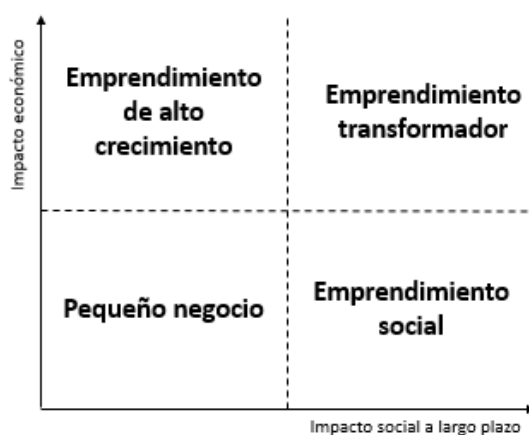 Impacto económico
Emprendimiento
de alto
crecimiento
Emprendimiento
transformador
Pequeño negocio
Emprendimiento
social
Impacto social a largo plazo